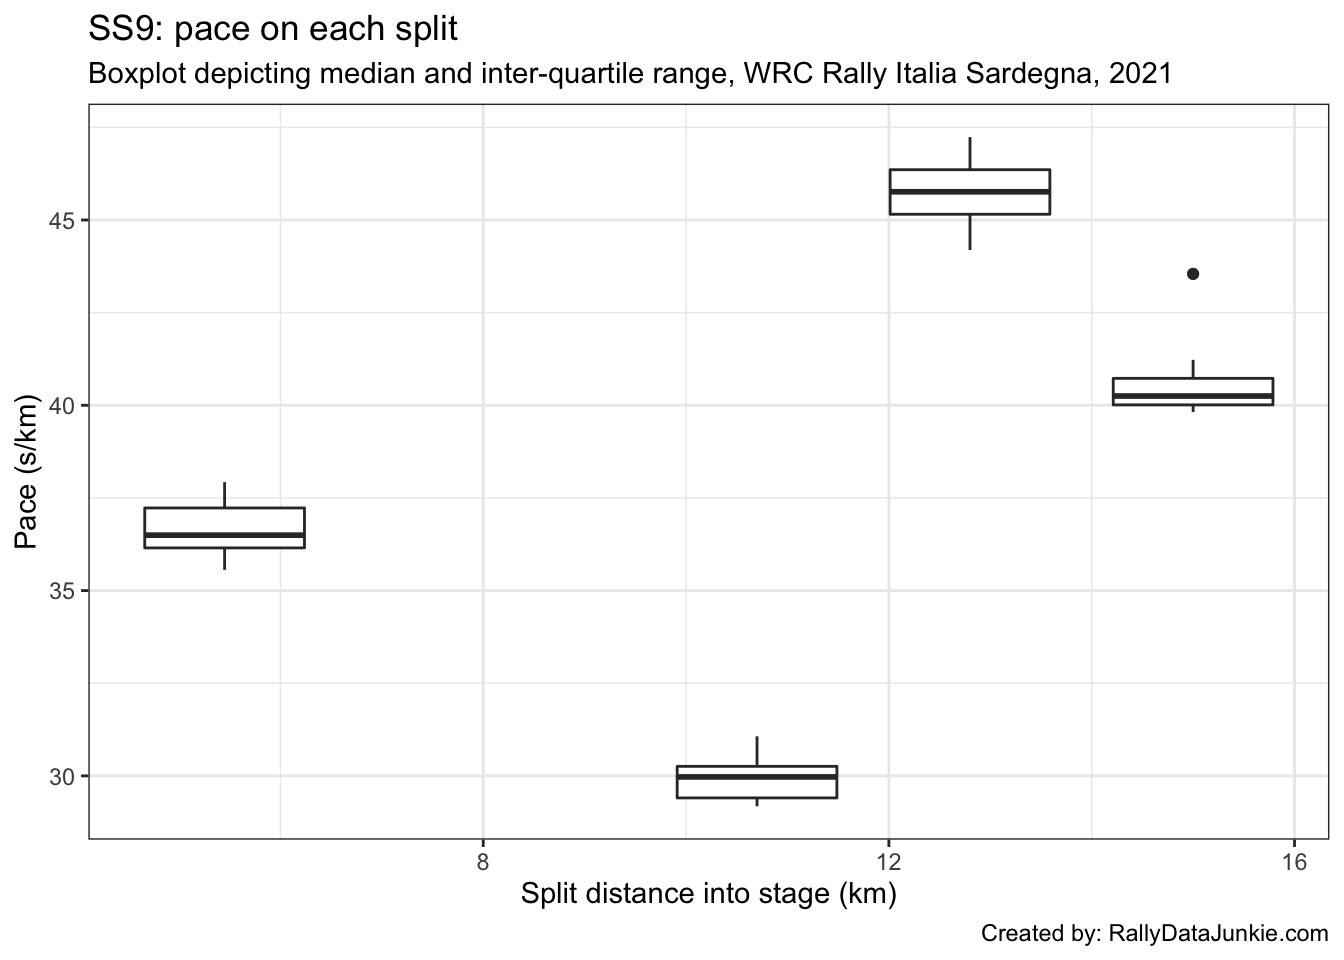 SS9: pace on each split
Boxplot depicting median and inter-quartile range, WRC Rally Italia Sardegna, 2021
45
40
35
30
Pace (s/km)
8
12
16
Split distance into stage (km)
Created by: RallyDataJunkie.com